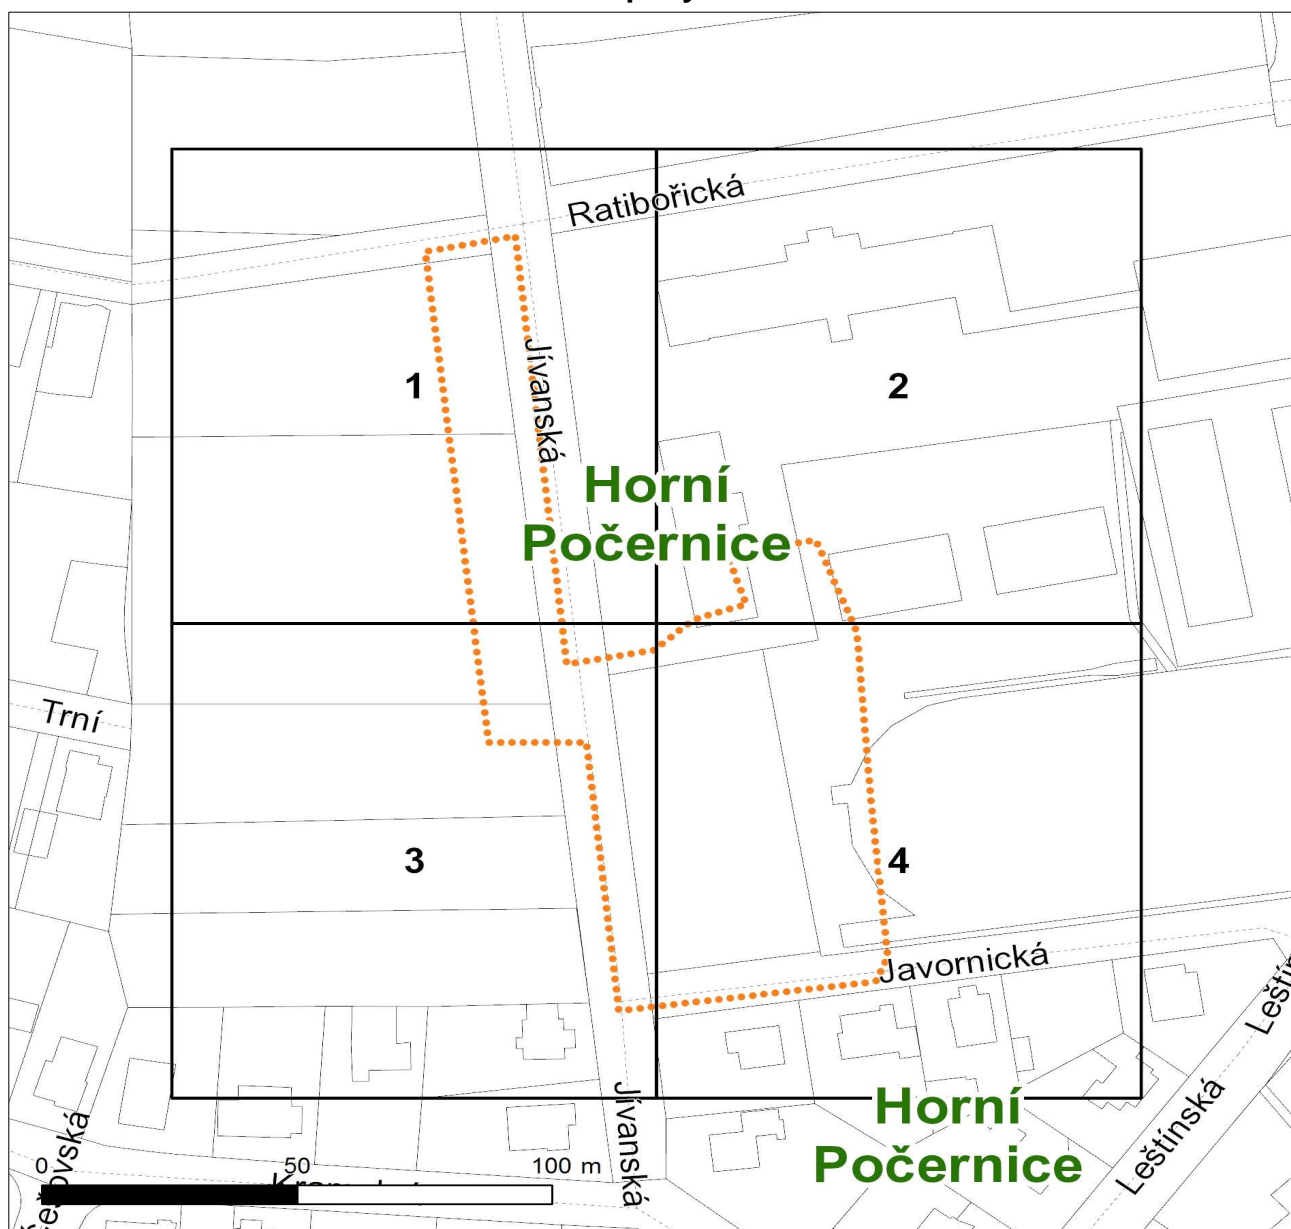 Ratibořická
Jívanská
1
2
Horní
Počernice
Trní
3
4
Javornická
Leštínská
Jívanská
Horní
Počernice
0
50
100 m